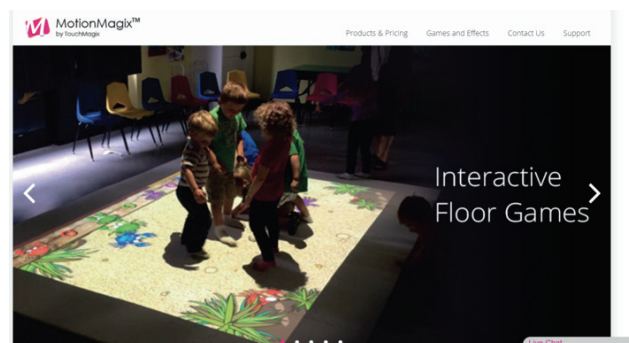 MotionMagix™
by TouchMagix
Products & Pricing
Games and Effects
Contact Us
Support
Interactive
Floor Games
Live Chat